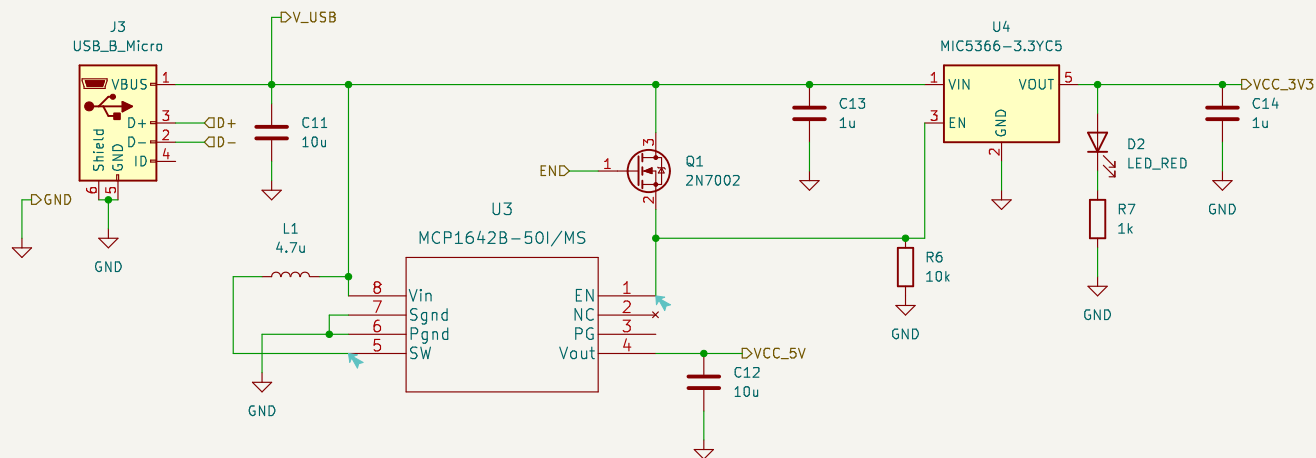 V_USB
J3
USB_B_Micro
VBUS 1
D+ 3 D+
D- 2 D-
ID 4
Shield
GND
6
5
GND
GND
C11
10u
L1
4.7u
U3
MCP1642B-50I/MS
8 Vin
7 Sgnd
6 Pgnd
5 SW
EN 1
NC 2
PG 3
Vout 4
GND
VCC_5V
C12
10u
EN
1
3
2
Q1
2N7002
C13
1u
U4
MIC5366-3.3YC5
1 VIN
VOUT 5
3 EN
GND
2
R6
10k
GND
D2
LED_RED
R7
1k
GND
VCC_3V3
C14
1u
GND